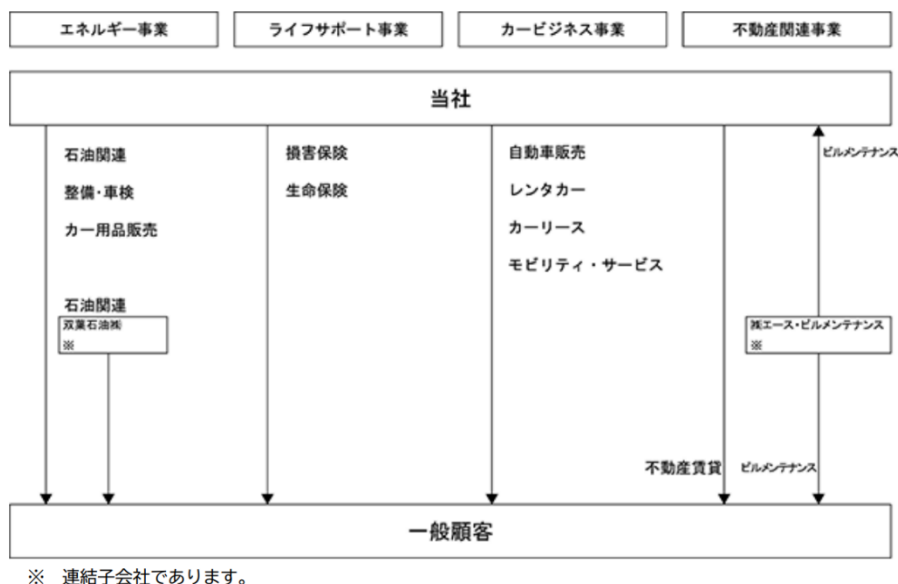 エネルギー事業
ライフサポート事業
カービジネス事業
不動産関連事業
当社
石油関連
整備・車検
カー用品販売
石油関連
双葉石油㈱
※
損害保険
生命保険
自動車販売
レンタカー
カーリース
モビリティ・サービス
ビルメンテナンス
㈱エース・ビルメンテナンス
※
不動産賃貸
ビルメンテナンス
一般顧客
※ 連結子会社であります。